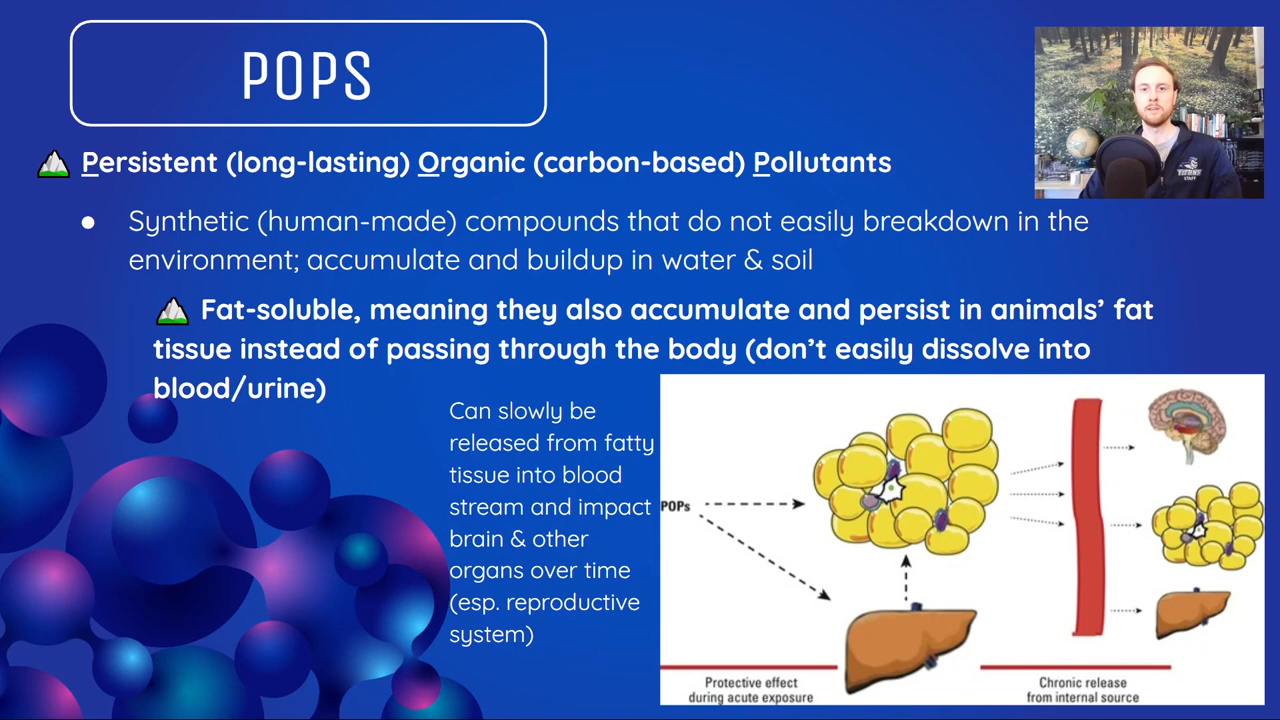 POPS
Persistent (long-lasting) Organic (carbon-based) Pollutants
● Synthetic (human-made) compounds that do not easily breakdown in the
environment; accumulate and buildup in water & soil
Fat-soluble, meaning they also accumulate and persist in animals’ fat
tissue instead of passing through the body (don’t easily dissolve into
blood/urine)
Can slowly be
released from fatty
tissue into blood
stream and impact
brain & other
organs over time
(esp. reproductive
system)
POPs
Protective effect
during acute exposure
Chronic release
from internal source
TITANS
STAFF